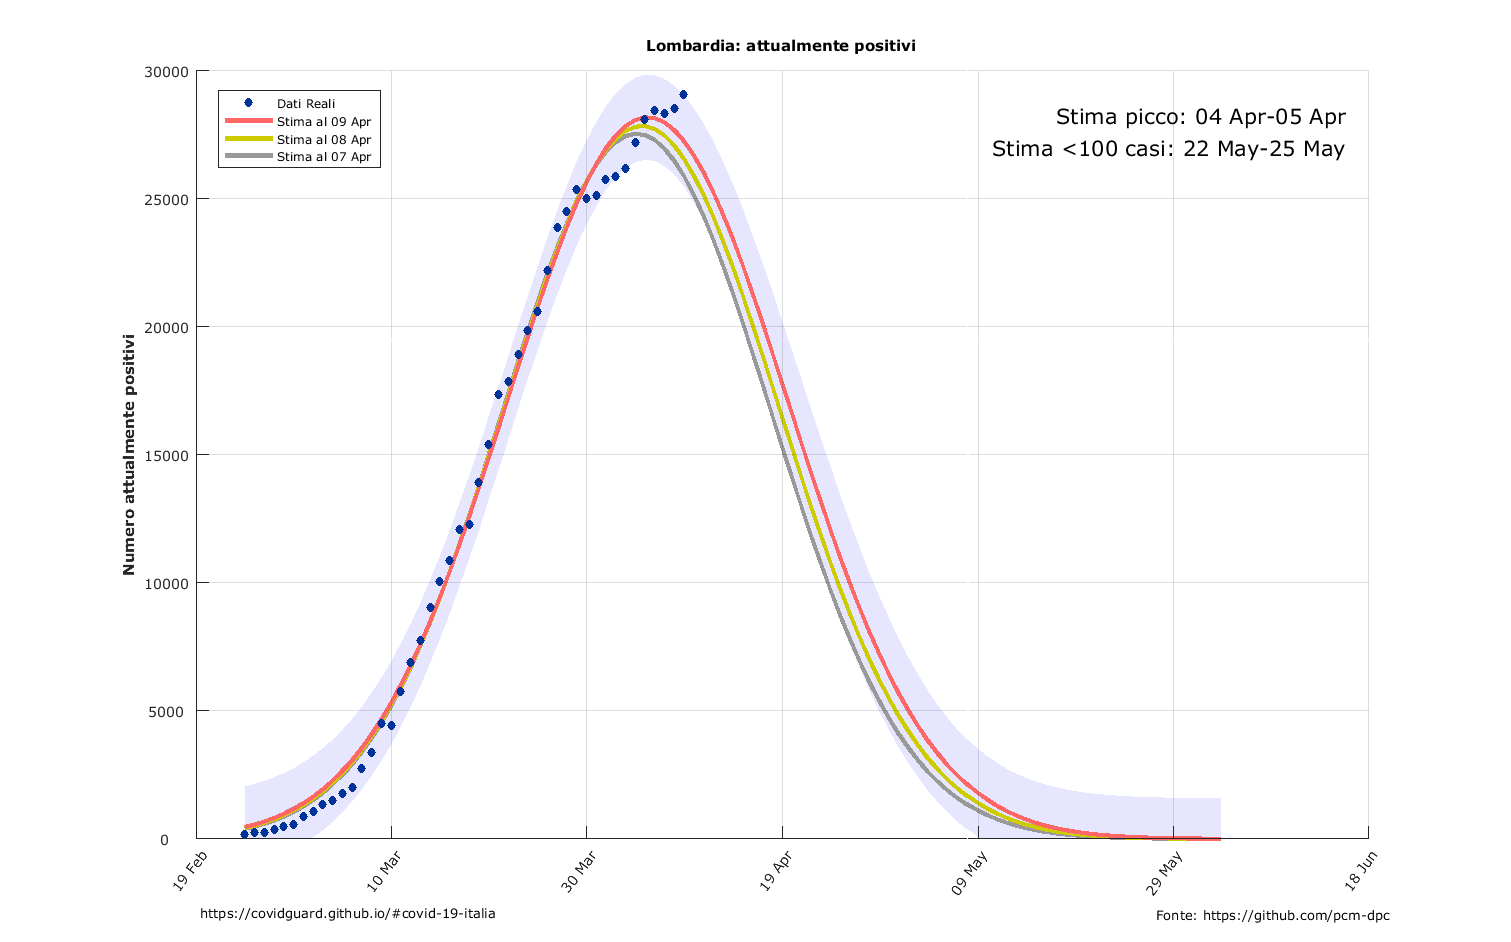 Lombardia: attualmente positivi
30000
25000
20000
15000
10000
5000
0
Numero attualmente positivi
Dati Reali
Stima al 09 Apr
Stima al 08 Apr
Stima al 07 Apr
Stima picco: 04 Apr-05 Apr
Stima <100 casi: 22 May-25 May
19 Feb
10 Mar
30 Mar
19 Apr
09 May
29 May
18 Jun
https://covidguard.github.io/#covid-19-italia
Fonte: https://github.com/pcm-dpc